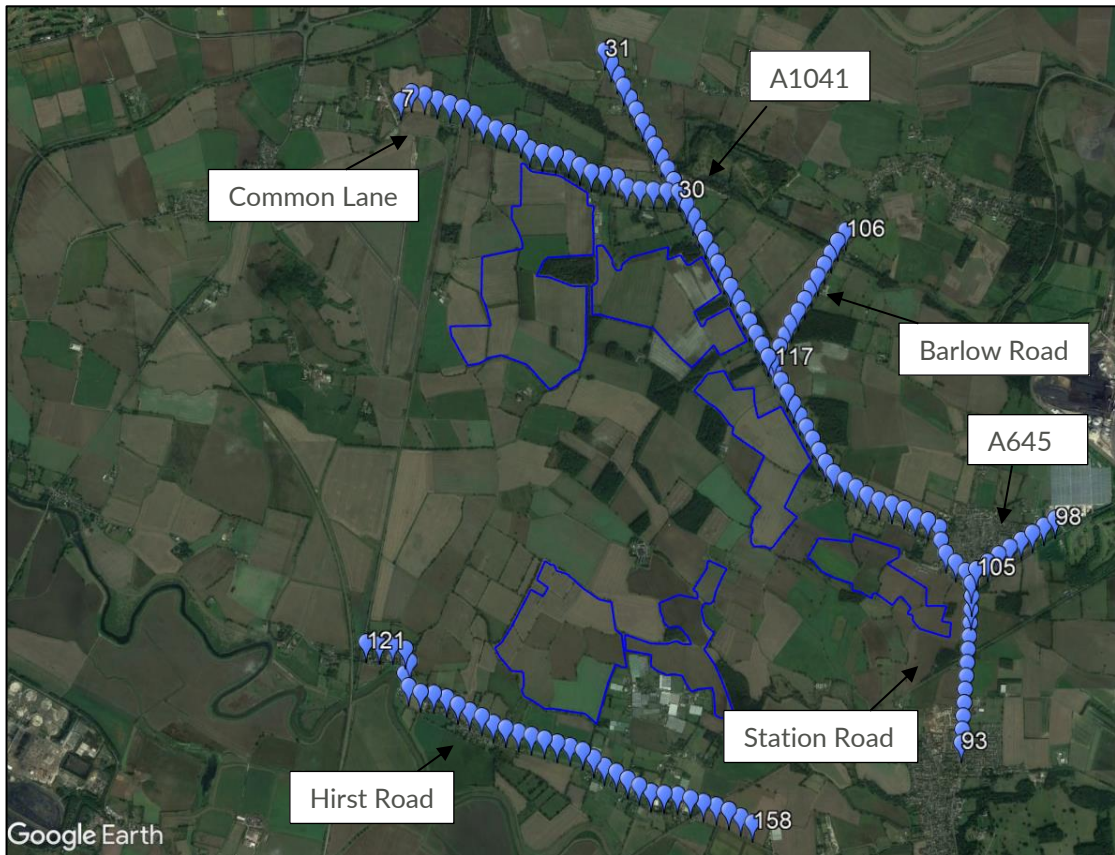 31
A1041
7
Common Lane
30
106
Barlow Road
117
A645
98
105
121
Station Road
93
Hirst Road
158
Google Earth